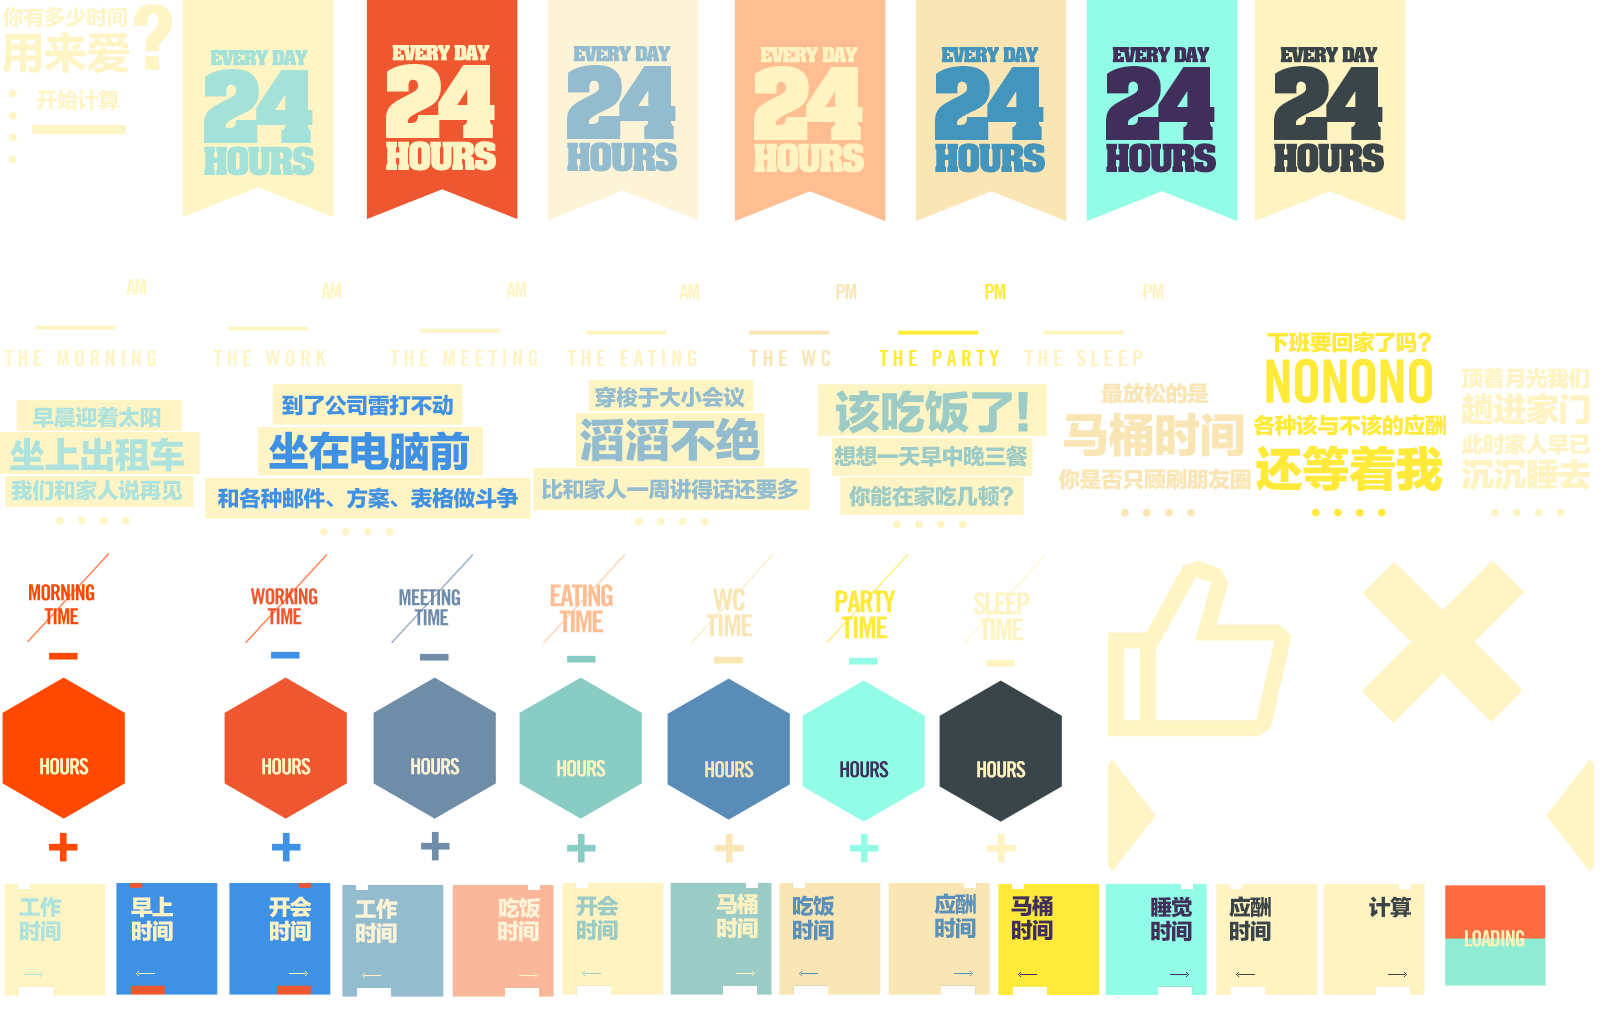 你有多少时间
用来爱?
开始计算
EVERY DAY
24
HOURS
EVERY DAY
24
HOURS
EVERY DAY
24
HOURS
EVERY DAY
24
HOURS
EVERY DAY
24
HOURS
EVERY DAY
24
HOURS
EVERY DAY
24
HOURS
AM
THE MORNING
AM
THE WORK
AM
THE MEETING
AM
THE EATING
PM
THE WC
PM
THE PARTY
PM
THE SLEEP
早晨迎着太阳
坐上出租车
我们和家人说再见
到了公司雷打不动
坐在电脑前
和各种邮件、方案、表格做斗争
穿梭于大小会议
滔滔不绝
比和家人一周讲得话还要多
该吃饭了!
想想一天早中晚三餐
你能在家吃几顿?
最放松的是
马桶时间
你是否只顾刷朋友圈
下班要回家了吗?
NONONO
各种该与不该的应酬
还等着我
顶着月光我们
趟进家门
此时家人早已
沉沉睡去
MORNING
TIME
HOURS
WORKING
TIME
HOURS
MEETING
TIME
HOURS
EATING
TIME
HOURS
WC
TIME
HOURS
PARTY
TIME
HOURS
SLEEP
TIME
HOURS
工作
时间
早上
时间
开会
时间
工作
时间
吃饭
时间
开会
时间
马桶
时间
吃饭
时间
应酬
时间
马桶
时间
睡觉
时间
应酬
时间
计算
LOADING